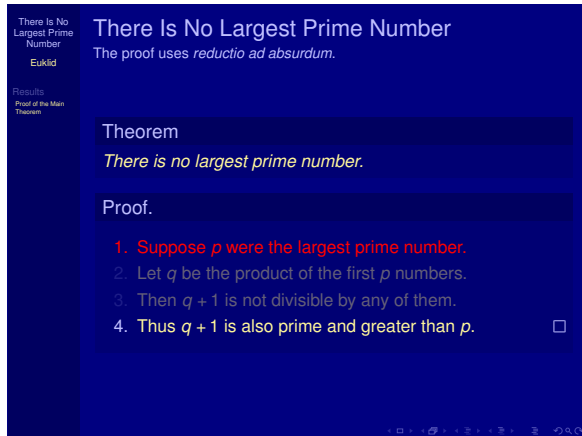 There Is No
Largest Prime
Number
Euklid
Results
Proof of the Main
Theorem
There Is No Largest Prime Number
The proof uses reductio ad absurdum.
Theorem
There is no largest prime number.
Proof.
1. Suppose p were the largest prime number.
2. Let q be the product of the first p numbers.
3. Then q + 1 is not divisible by any of them.
4. Thus q + 1 is also prime and greater than p. □